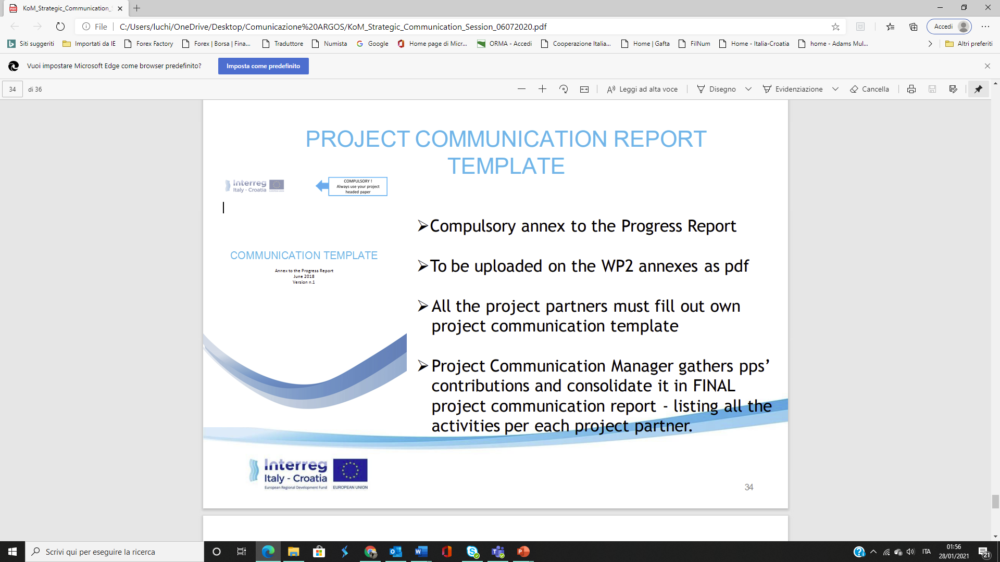 KoM_Strategic_Communication_S
File
C:/Users/luchi/OneDrive/Desktop/Comunicazione%20ARGOS/KoM_Strategic_Communication_Session_06072020.pdf
Accedi
Siti suggeriti
Importati da IE
Forex Factory
Forex | Borsa | Fina...
Traduttore
Numista
Google
Home page di Micr...
ORMA - Accedi
Cooperazione Italia...
Home | Gafta
FilNum
Home - Italia-Croatia
home - Adams Mul...
Altri preferiti
Vuoi impostare Microsoft Edge come browser predefinito?
Imposta come predefinito
34 di 36
Leggi ad alta voce
Disegno
Evidenziazione
Cancella
PROJECT COMMUNICATION REPORT
TEMPLATE
Interreg
Italy - Croatia
EUROPEAN UNION
COMPULSORY !
Always use your project
headed paper
COMMUNICATION TEMPLATE
Annex to the Progress Report
June 2018
Version n.1
➢Compulsory annex to the Progress Report
➢To be uploaded on the WP2 annexes as pdf
➢All the project partners must fill out own
project communication template
➢Project Communication Manager gathers pps’
contributions and consolidate it in FINAL
project communication report - listing all the
activities per each project partner.
Interreg
Italy - Croatia
European Regional Development Fund
EUROPEAN UNION
34
Scrivi qui per eseguire la ricerca
ITA
01:56
28/01/2021
21